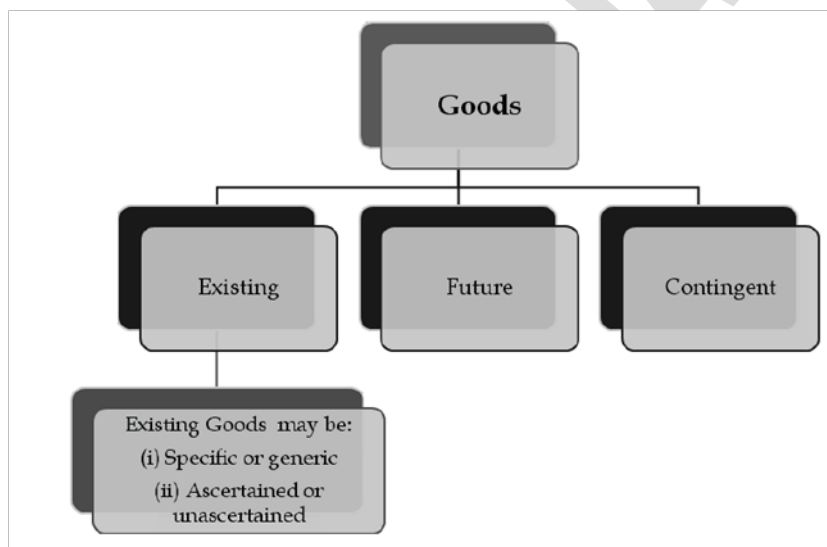 Goods
Existing
Future
Contingent
Existing Goods may be:
(i) Specific or generic
(ii) Ascertained or
unascertained